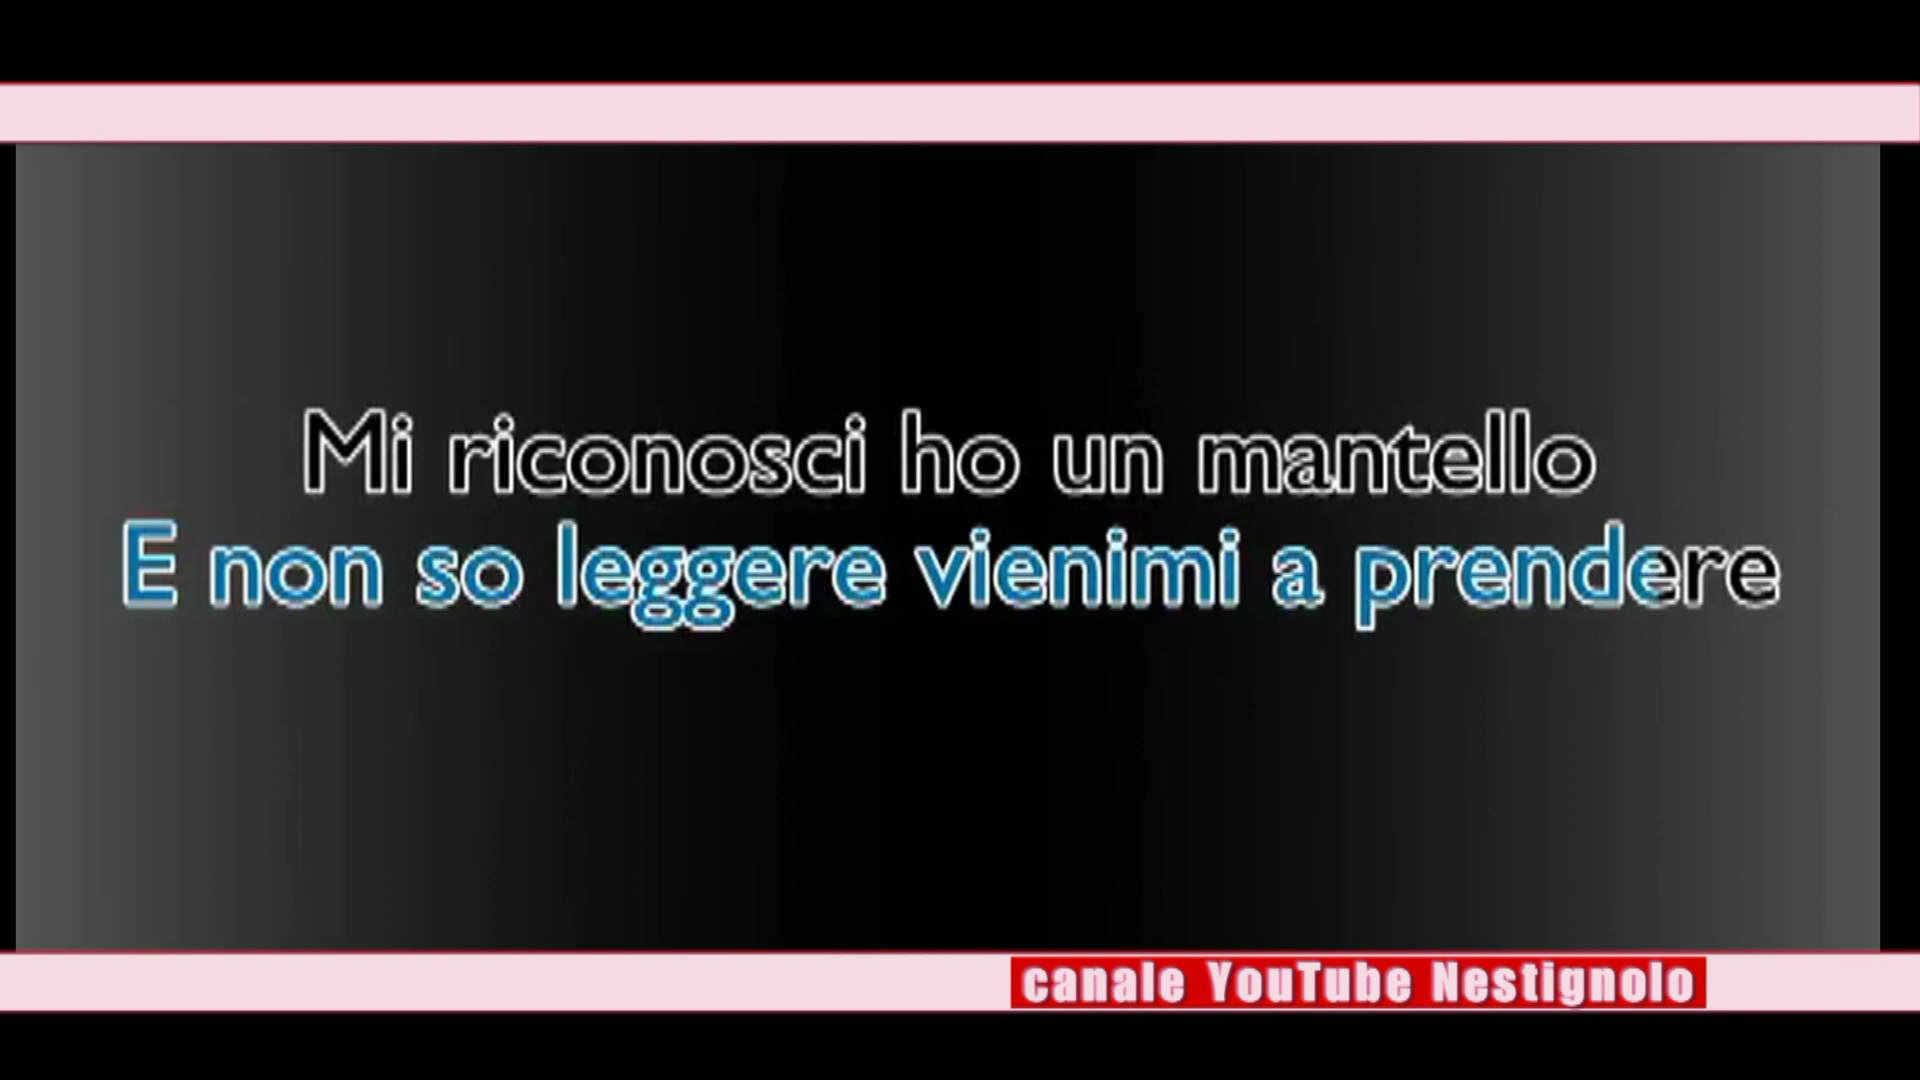 Mi riconosci ho un mantello
E non so leggere vienimi a prendere
canale YouTube Nestignolo